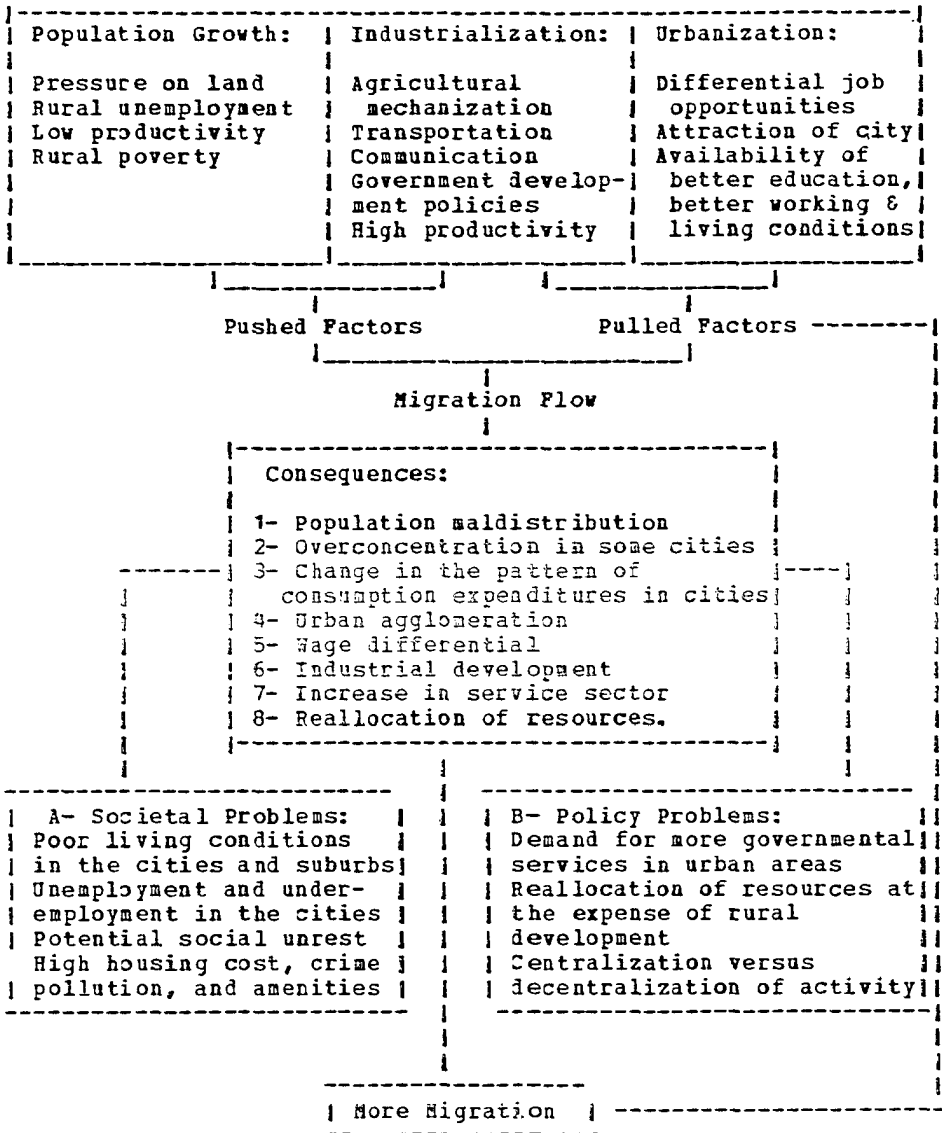 Population Growth:
Pressure on land
Rural unemployment
Low productivity
Rural poverty
Industrialization:
Agricultural
mechanization
Transportation
Communication
Government develop-
ment policies
High productivity
Urbanization:
Differential job
opportunities
Attraction of city
Availability of
better education,
better working &
living conditions
Pushed Factors
Pulled Factors
Migration Flow
Consequences:
1- Population maldistribution
2- Overconcentration in some cities
3- Change in the pattern of
consumption expenditures in cities
4- Urban agglomeration
5- Wage differential
6- Industrial development
7- Increase in service sector
8- Reallocation of resources.
A- Societal Problems:
Poor living conditions
in the cities and suburbs
Unemployment and under-
employment in the cities
Potential social unrest
High housing cost, crime
pollution, and amenities
B- Policy Problems:
Demand for more governmental
services in urban areas
Reallocation of resources at
the expense of rural
development
Centralization versus
decentralization of activity
More Migration